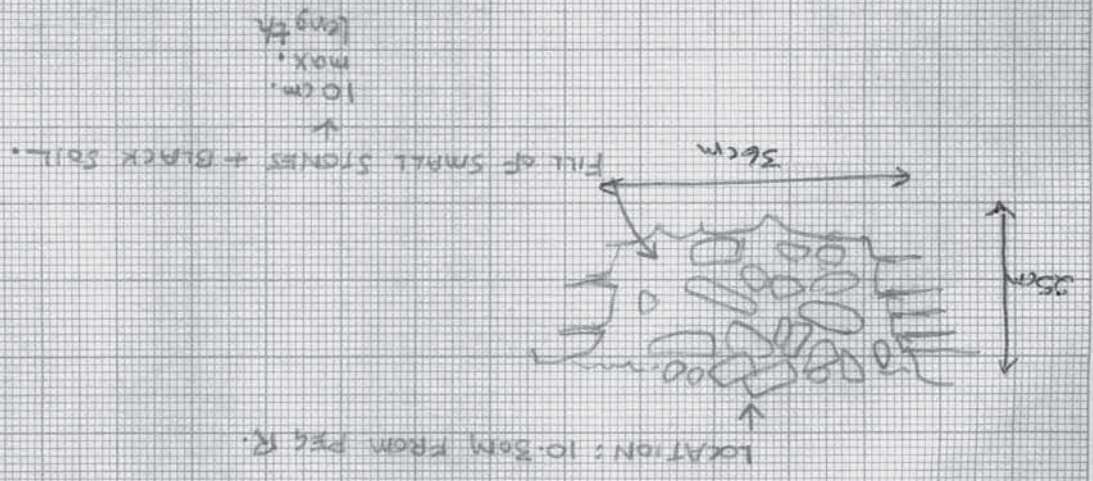 LOCATION: 10.30M FROM PEG R.
25cm
36cm
FILL OF SMALL STONES + BLACK SOIL.
10 cm.
max.
length